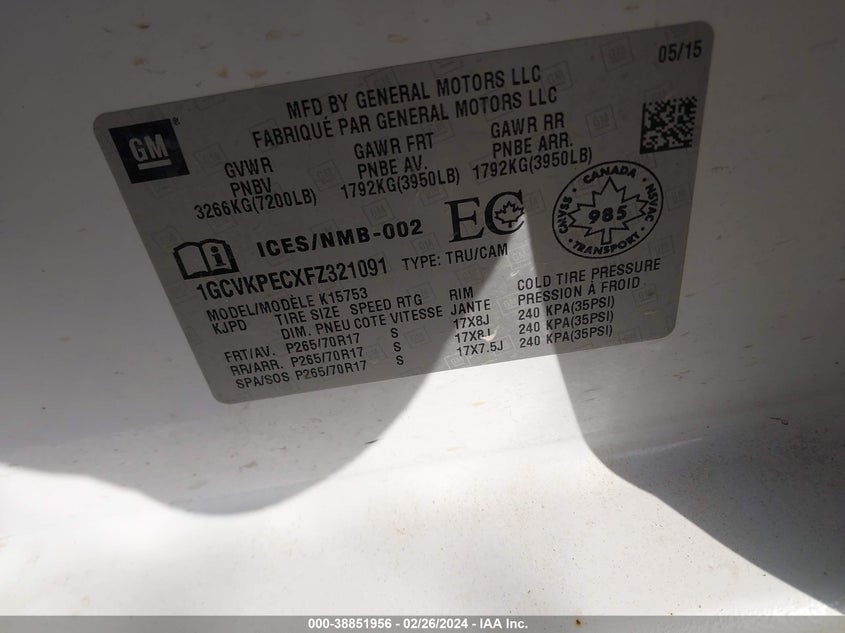 GM®
MFD BY GENERAL MOTORS LLC
FABRIQUÉ PAR GENERAL MOTORS LLC
05/15
GVWR GAWR FRT GAWR RR
PNBV PNBE AV. PNBE ARR.
3266KG(7200LB) 1792KG(3950LB) 1792KG(3950LB)
ICES/NMB-002 EC
CANADA
SVANS 985 NSVAC
TRANSPORT
1GCVKPECXFZ321091 TYPE: TRU/CAM
MODEL/MODÈLE K15753
KJPD TIRE SIZE SPEED RTG RIM COLD TIRE PRESSURE
DIM. PNEU COTE VITESSE JANTE PRESSION À FROID
FRT/AV. P265/70R17 S 17X8J 240 KPA(35PSI)
RR/ARR. P265/70R17 S 17X8J 240 KPA(35PSI)
SPA/SOS P265/70R17 S 17X7.5J 240 KPA(35PSI)
000-38851956 - 02/26/2024 - IAA Holdings, LLC.